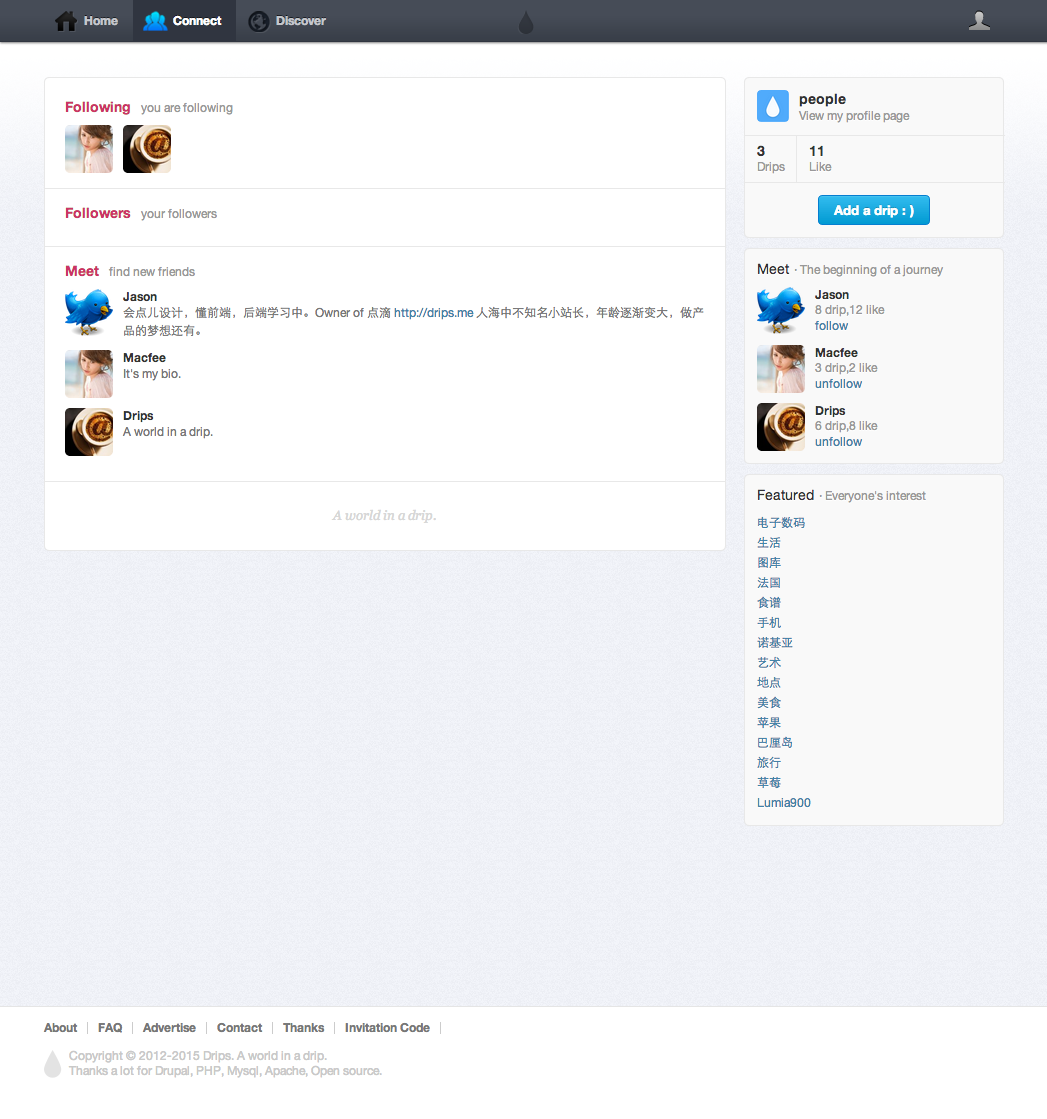 Home Connect Discover
Following you are following
Followers your followers
Meet find new friends
Jason
会点儿设计，懂前端，后端学习中。Owner of 点滴 http://drips.me 人海中不知名小站长，年龄逐渐变大，做产
品的梦想还有。
Macfee
It's my bio.
Drips
A world in a drip.
A world in a drip.
people
View my profile page
3 11
Drips Like
Add a drip : )
Meet · The beginning of a journey
Jason
8 drip,12 like
follow
Macfee
3 drip,2 like
unfollow
Drips
6 drip,8 like
unfollow
Featured · Everyone's interest
电子数码
生活
图库
法国
食谱
手机
诺基亚
艺术
地点
美食
苹果
巴厘岛
旅行
草莓
Lumia900
About FAQ Advertise Contact Thanks Invitation Code
Copyright © 2012-2015 Drips. A world in a drip.
Thanks a lot for Drupal, PHP, Mysql, Apache, Open source.